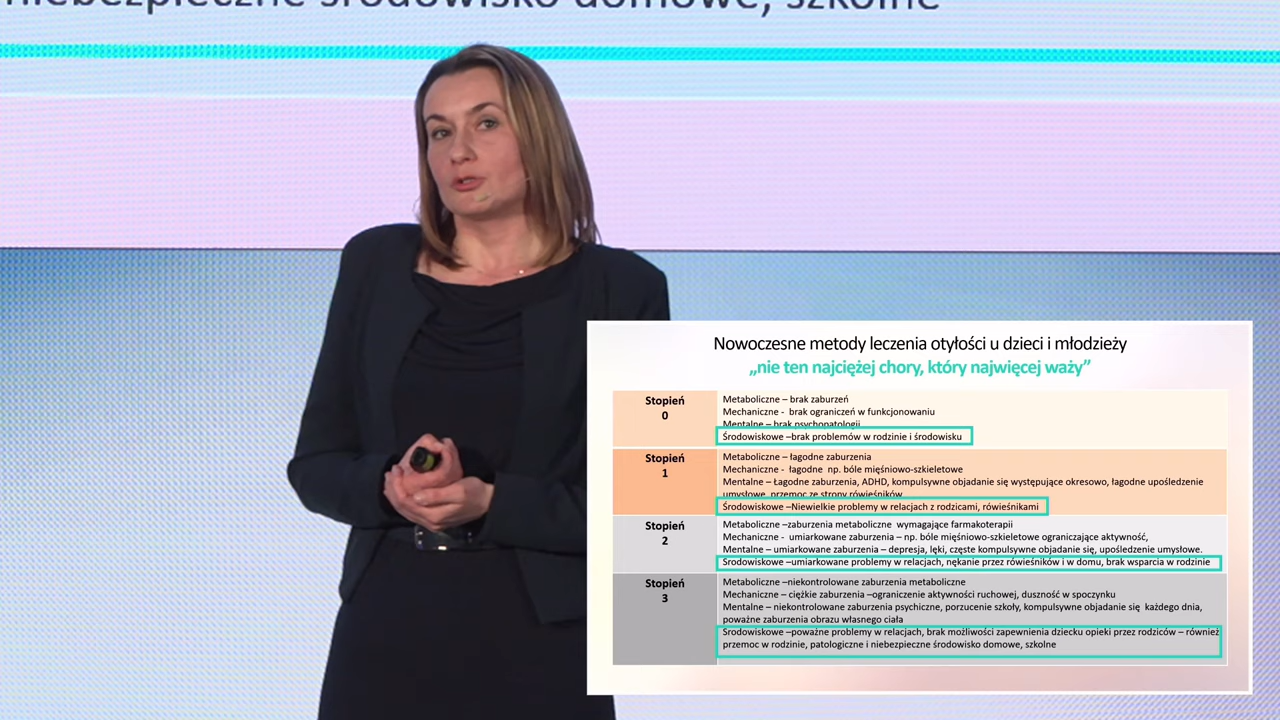 niebezpieczne środowisko domowe, szkolne
Nowoczesne metody leczenia otyłości u dzieci i młodzieży
„nie ten najciężej chory, który najwięcej waży”
Stopień
0
Metaboliczne – brak zaburzeń
Mechaniczne - brak ograniczeń w funkcjonowaniu
Mentalne – brak psychopatologii
Środowiskowe –brak problemów w rodzinie i środowisku
Stopień
1
Metaboliczne – łagodne zaburzenia
Mechaniczne - łagodne np. bóle mięśniowo-szkieletowe
Mentalne – Łagodne zaburzenia, ADHD, kompulsywne objadanie się występujące okresowo, łagodne upośledzenie
umysłowe, przemoc ze strony rówieśników
Środowiskowe –Niewielkie problemy w relacjach z rodzicami, rówieśnikami
Stopień
2
Metaboliczne –zaburzenia metaboliczne wymagające farmakoterapii
Mechaniczne - umiarkowane zaburzenia – np. bóle mięśniowo-szkieletowe ograniczające aktywność,
Mentalne – umiarkowane zaburzenia – depresja, lęki, częste kompulsywne objadanie się, upośledzenie umysłowe.
Środowiskowe –umiarkowane problemy w relacjach, nękanie przez rówieśników i w domu, brak wsparcia w rodzinie
Stopień
3
Metaboliczne –niekontrolowane zaburzenia metaboliczne
Mechaniczne – ciężkie zaburzenia –ograniczenie aktywności ruchowej, duszność w spoczynku
Mentalne – niekontrolowane zaburzenia psychiczne, porzucenie szkoły, kompulsywne objadanie się każdego dnia,
poważne zaburzenia obrazu własnego ciała
Środowiskowe –poważne problemy w relacjach, brak możliwości zapewnienia dziecku opieki przez rodziców – również
przemoc w rodzinie, patologiczne i niebezpieczne środowisko domowe, szkolne